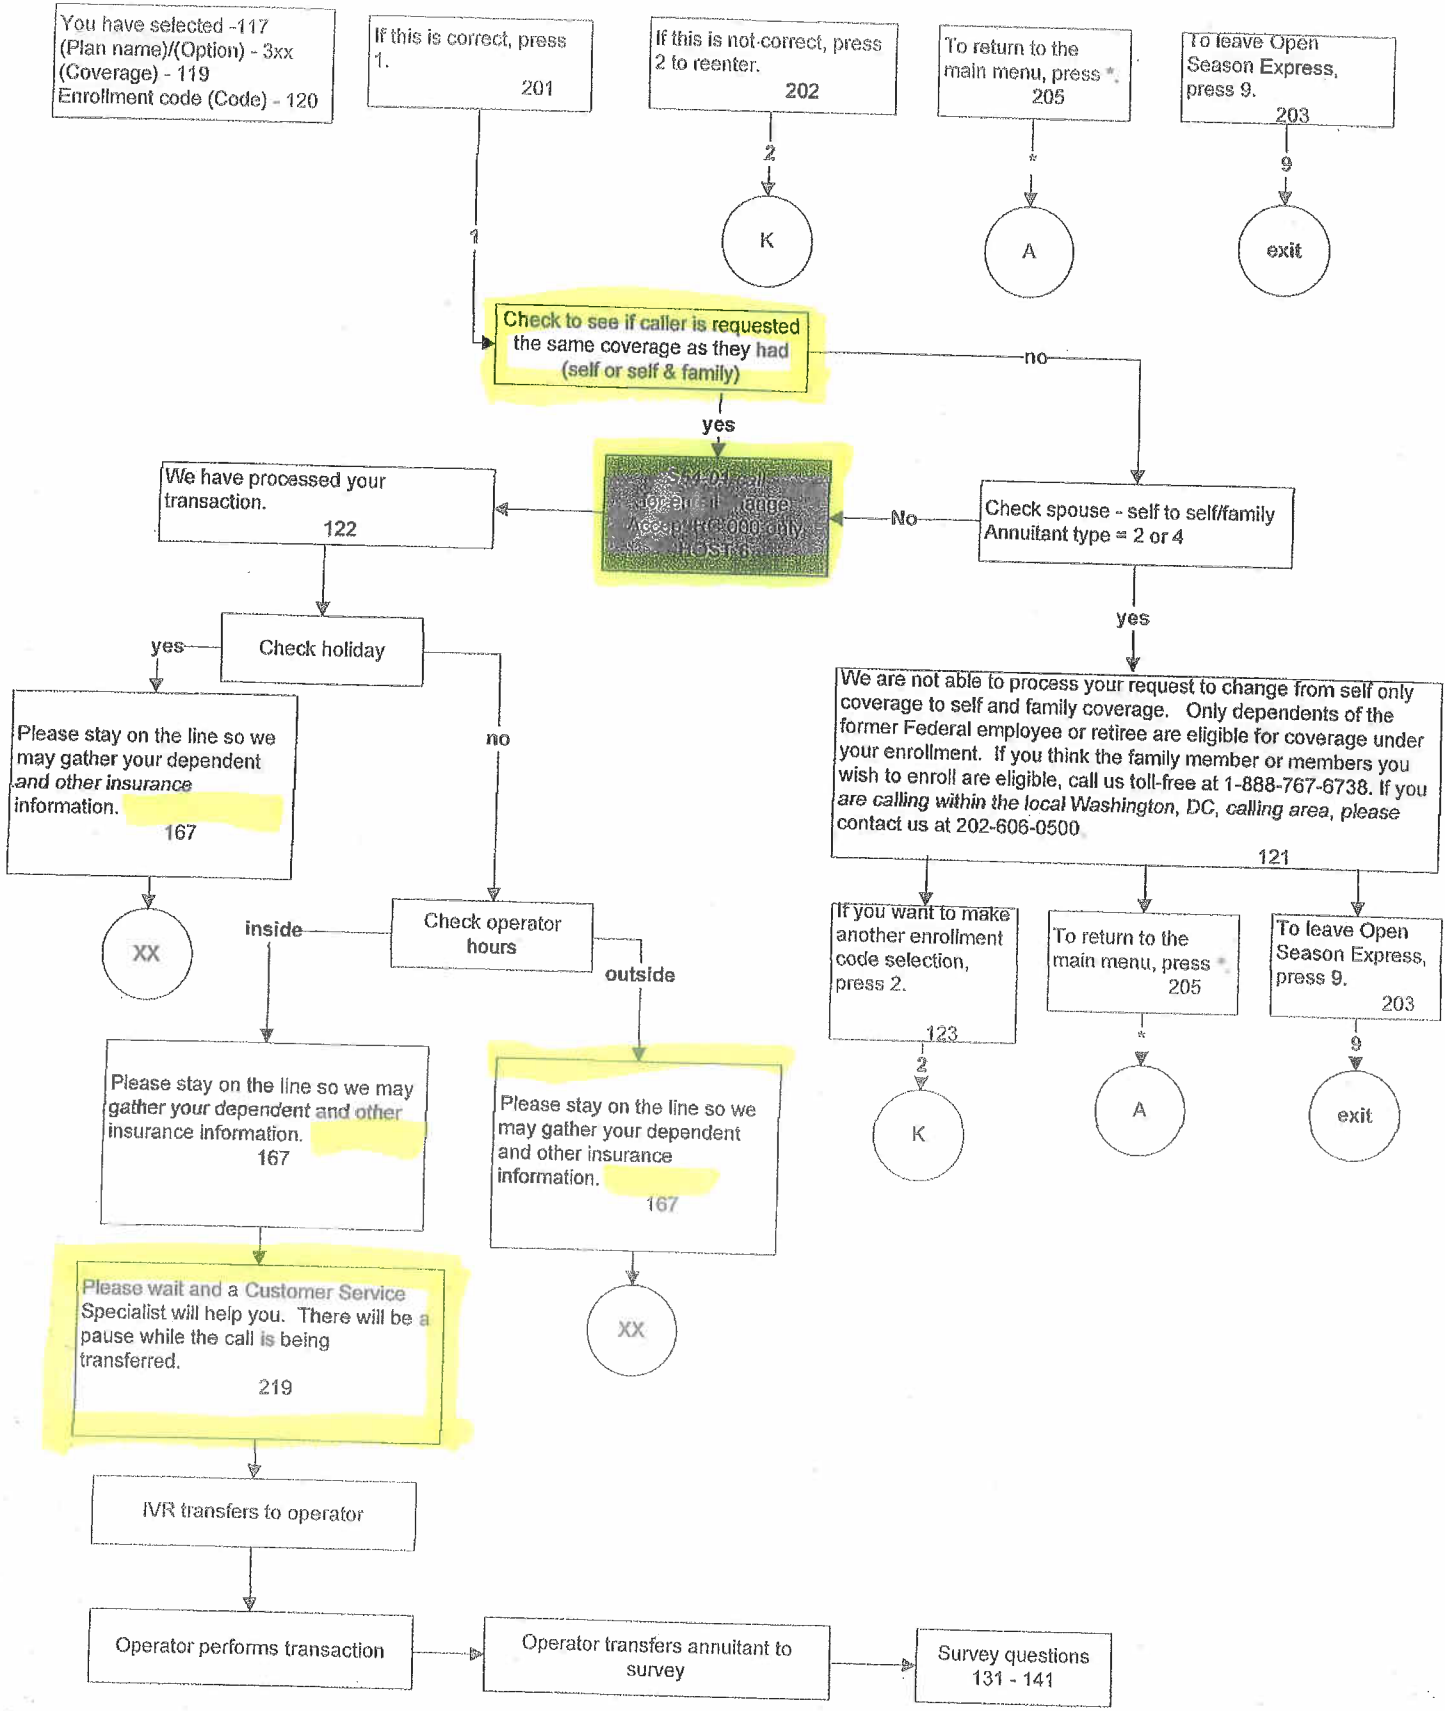 You have selected -117
(Plan name)/(Option) - 3xx
(Coverage) - 119
Enrollment code (Code) - 120
If this is correct, press
1.
201
If this is not correct, press
2 to reenter.
202
To return to the
main menu, press *.
205
To leave Open
Season Express,
press 9.
203
1
2
*
9
K
A
exit
Check to see if caller is requested
the same coverage as they had
(self or self & family)
no
yes
We have processed your
transaction.
122
HOST 6
No
Check spouse - self to self/family
Annuitant type = 2 or 4
yes
yes
Check holiday
no
Please stay on the line so we
may gather your dependent
and other insurance
information.
167
XX
We are not able to process your request to change from self only
coverage to self and family coverage. Only dependents of the
former Federal employee or retiree are eligible for coverage under
your enrollment. If you think the family member or members you
wish to enroll are eligible, call us toll-free at 1-888-767-6738. If you
are calling within the local Washington, DC, calling area, please
contact us at 202-606-0500
121
inside
Check operator
hours
outside
If you want to make
another enrollment
code selection,
press 2.
123
To return to the
main menu, press *.
205
To leave Open
Season Express,
press 9.
203
2
*
9
K
A
exit
Please stay on the line so we may
gather your dependent and other
insurance information.
167
Please stay on the line so we
may gather your dependent
and other insurance
information.
167
XX
Please wait and a Customer Service
Specialist will help you. There will be a
pause while the call is being
transferred.
219
IVR transfers to operator
Operator performs transaction
Operator transfers annuitant to
survey
Survey questions
131 - 141